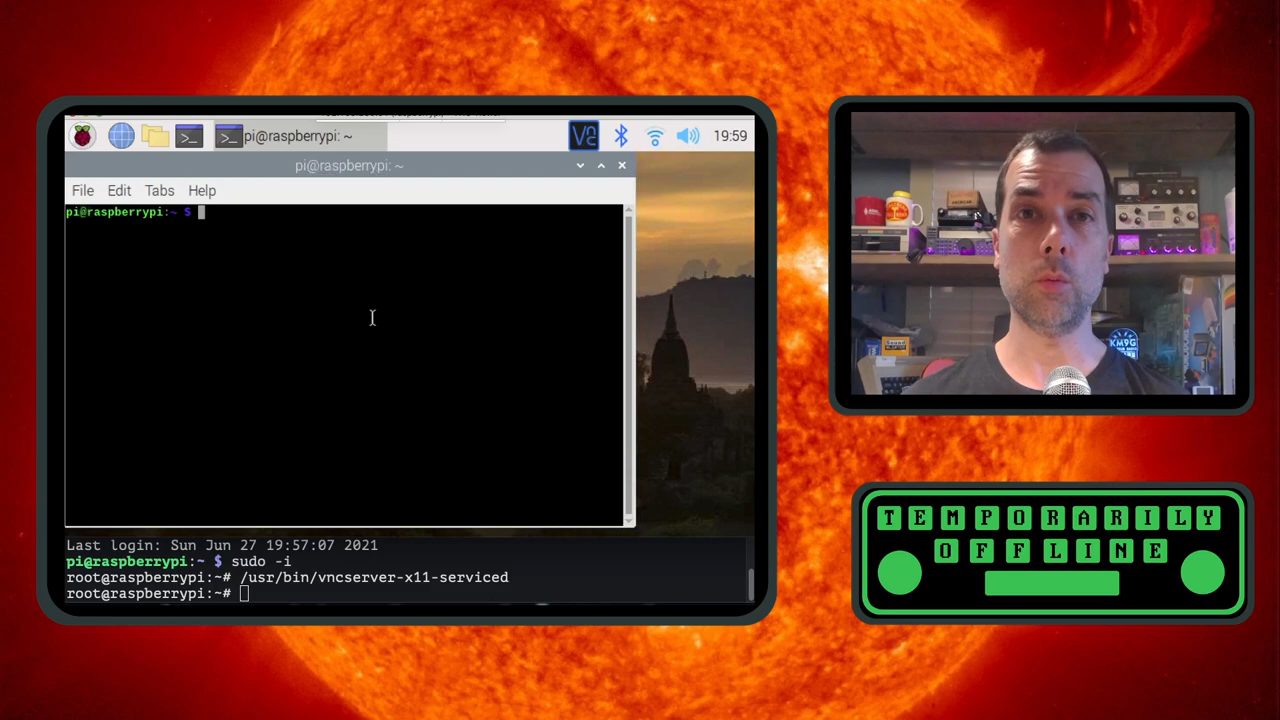 pi@raspberrypi: ~
19:59
pi@raspberrypi: ~
File Edit Tabs Help
pi@raspberrypi:~ $
Last login: Sun Jun 27 19:57:07 2021
pi@raspberrypi:~ $ sudo -i
root@raspberrypi:~# /usr/bin/vncserver-x11-serviced
root@raspberrypi:~#
KM9G
TEMPORARILY
OFFLINE